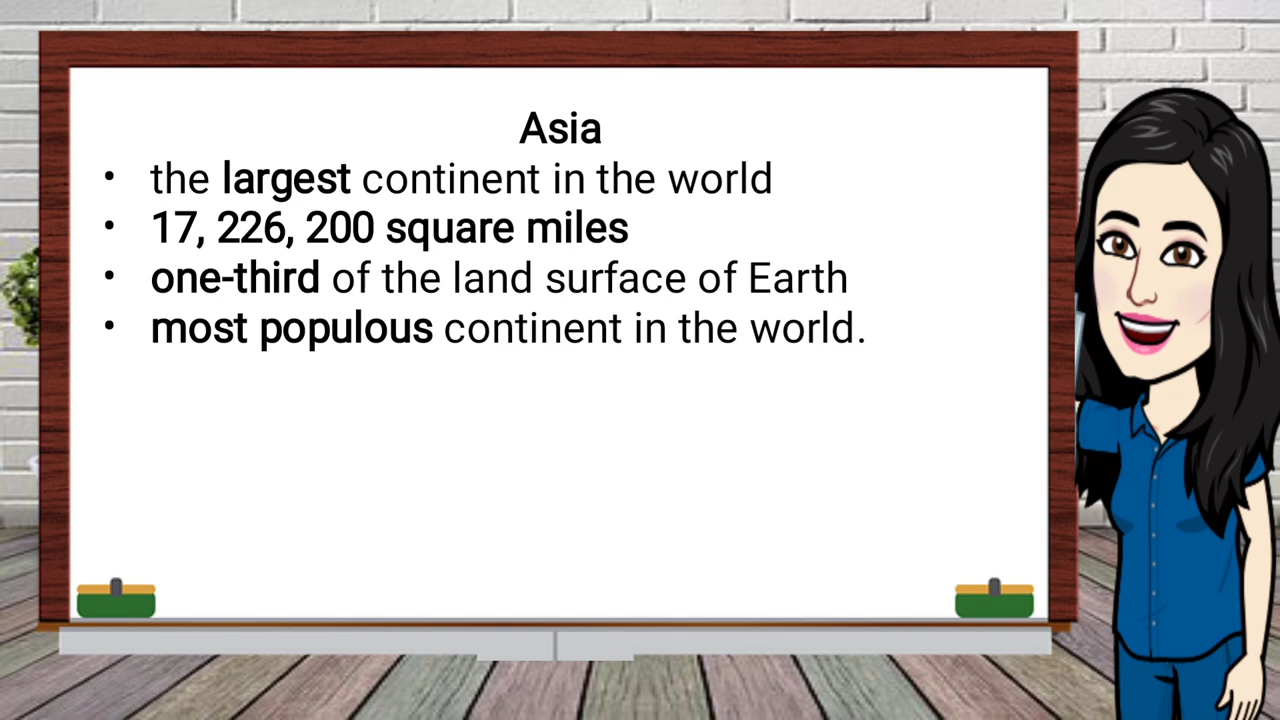 Asia
• the largest continent in the world
• 17, 226, 200 square miles
• one-third of the land surface of Earth
• most populous continent in the world.